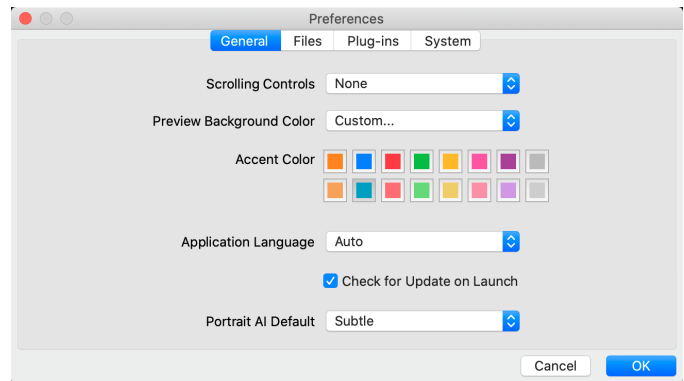 Preferences
General Files Plug-ins System
Scrolling Controls None
Preview Background Color Custom...
Accent Color
Application Language Auto
Check for Update on Launch
Portrait AI Default Subtle
Cancel OK